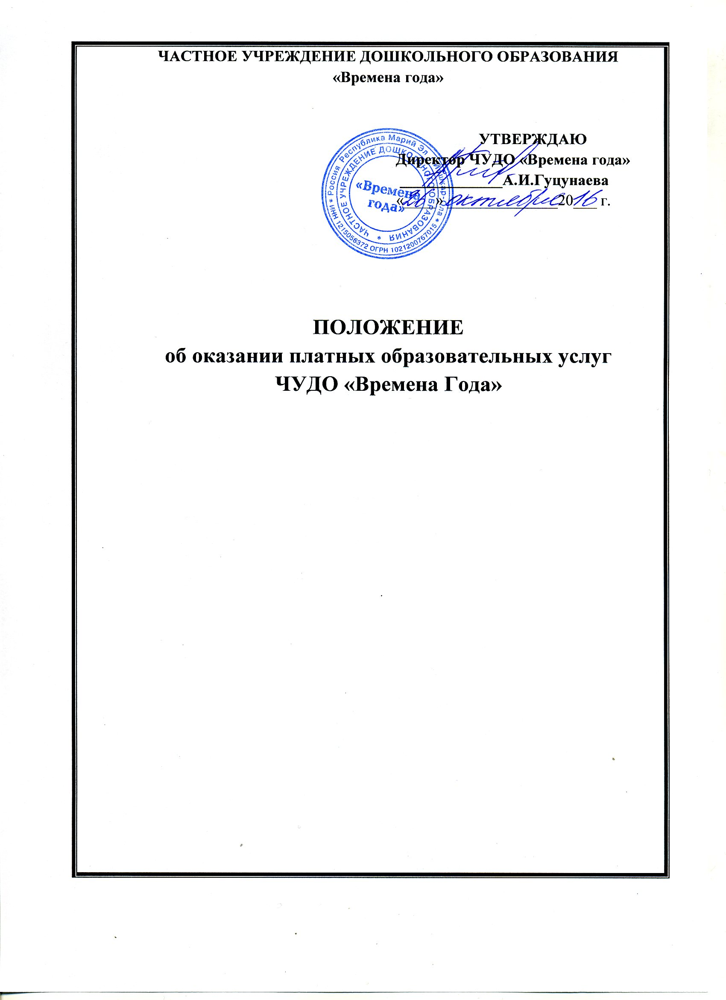 ЧАСТНОЕ УЧРЕЖДЕНИЕ ДОШКОЛЬНОГО ОБРАЗОВАНИЯ
«Времена года»
УТВЕРЖДАЮ
Директор ЧУДО «Времена года»
_____________А.И.Гуцунаева
«26» октября 2016 г.
* Россия Республика Марий Эл г. Йошкар-Ола *
ИНН 1215056372 ОГРН 1021200767015
ЧАСТНОЕ УЧРЕЖДЕНИЕ ДОШКОЛЬНОГО ОБРАЗОВАНИЯ *
«Времена
года»
ПОЛОЖЕНИЕ
об оказании платных образовательных услуг
ЧУДО «Времена Года»